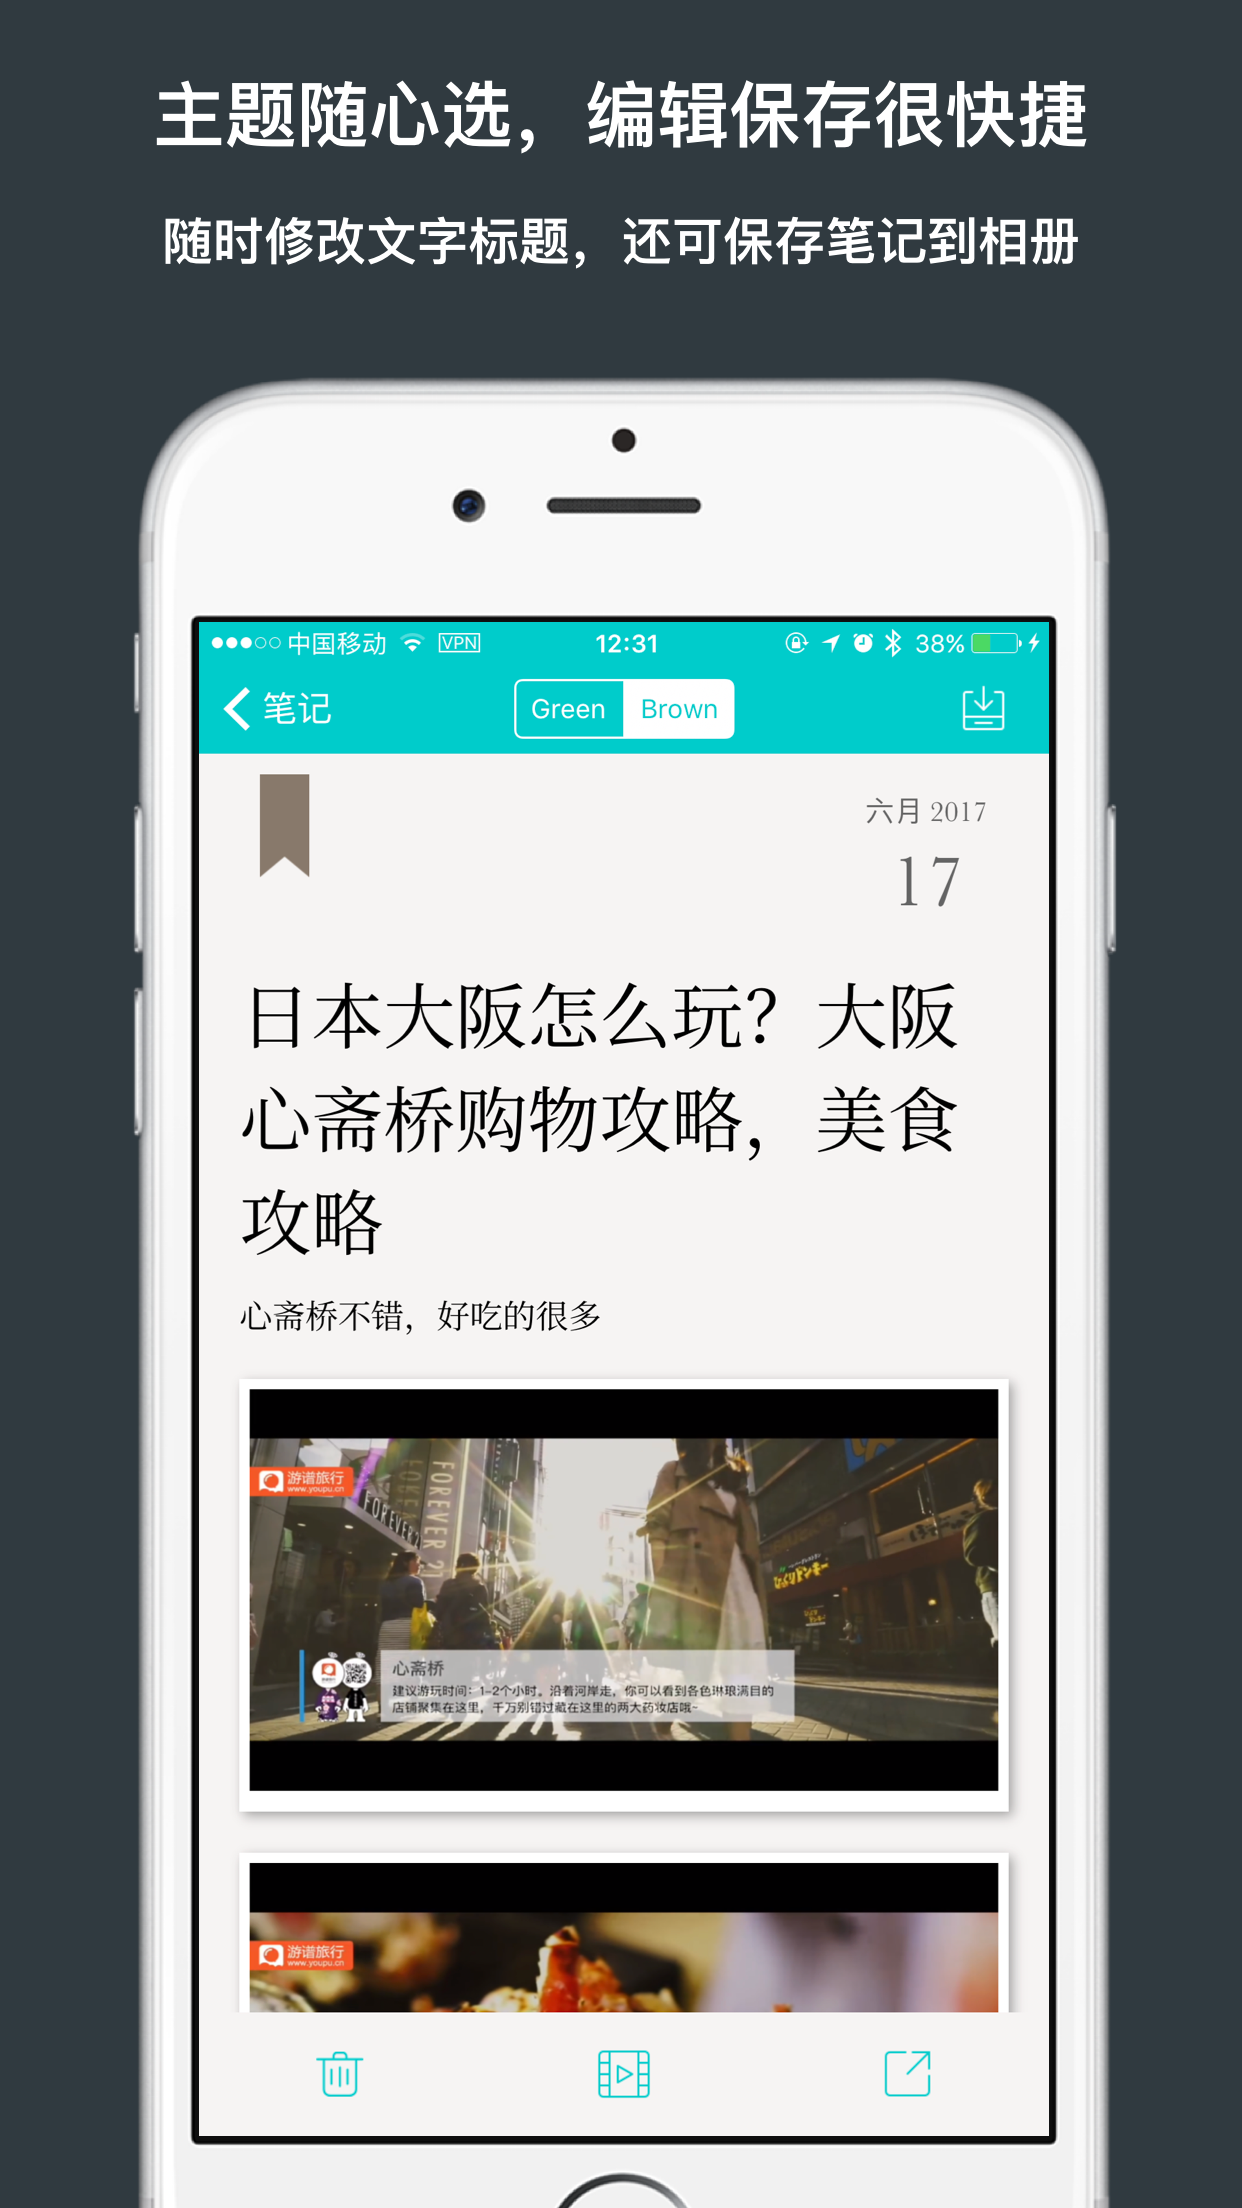 主题随心选，编辑保存很快捷
随时修改文字标题，还可保存笔记到相册
中国移动 VPN 12:31 38%
笔记 Green Brown
六月 2017
17
日本大阪怎么玩？大阪
心斋桥购物攻略，美食
攻略
心斋桥不错，好吃的很多
游谱旅行
www.youpu.cn
FOREVER 21
FOREVER 21
心斋桥
建议游玩时间：1-2个小时。沿着河岸走，你可以看到各色琳琅满目的
店铺聚集在这里，千万别错过藏在这里的两大药妆店哦~
游谱旅行
www.youpu.cn